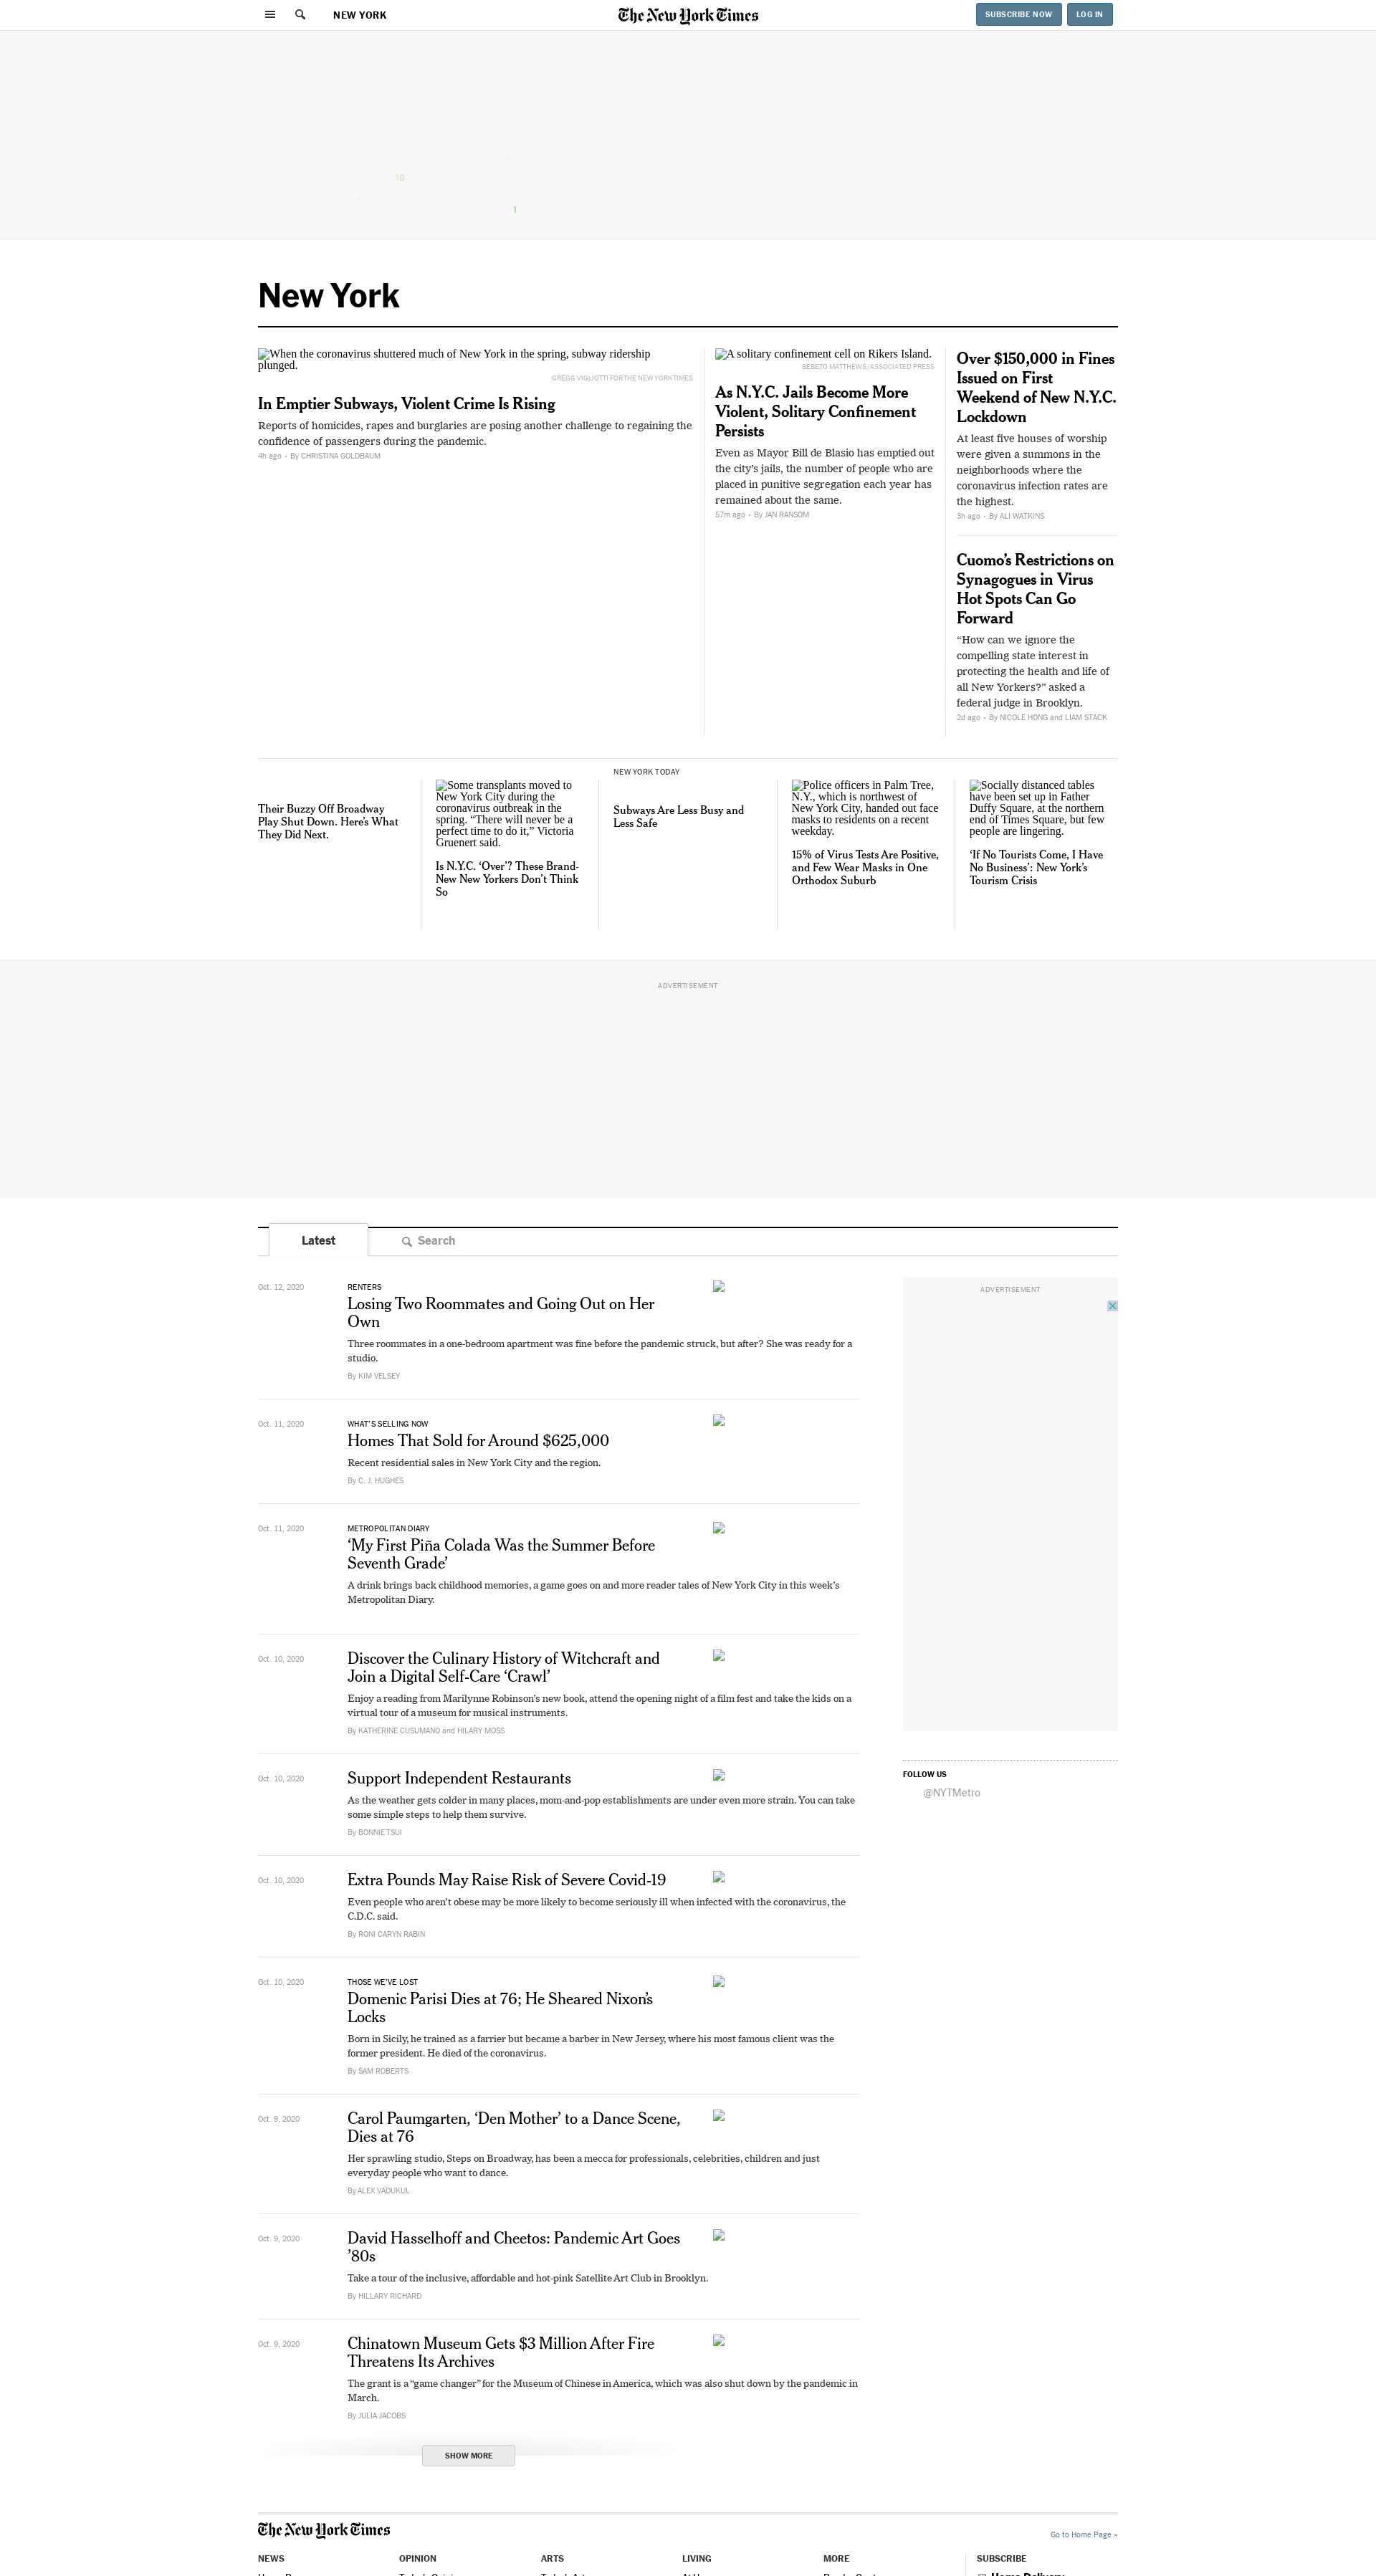 NEW YORK
The New York Times
SUBSCRIBE NOW
LOG IN
10
1
New York
When the coronavirus shuttered much of New York in the spring, subway ridership
plunged.
GREGG VIGLIOTTI FOR THE NEW YORK TIMES
In Emptier Subways, Violent Crime Is Rising
Reports of homicides, rapes and burglaries are posing another challenge to regaining the
confidence of passengers during the pandemic.
4h ago • By CHRISTINA GOLDBAUM
A solitary confinement cell on Rikers Island.
BEBETO MATTHEWS/ASSOCIATED PRESS
As N.Y.C. Jails Become More
Violent, Solitary Confinement
Persists
Even as Mayor Bill de Blasio has emptied out
the city’s jails, the number of people who are
placed in punitive segregation each year has
remained about the same.
57m ago • By JAN RANSOM
Over $150,000 in Fines
Issued on First
Weekend of New N.Y.C.
Lockdown
At least five houses of worship
were given a summons in the
neighborhoods where the
coronavirus infection rates are
the highest.
3h ago • By ALI WATKINS
Cuomo’s Restrictions on
Synagogues in Virus
Hot Spots Can Go
Forward
“How can we ignore the
compelling state interest in
protecting the health and life of
all New Yorkers?” asked a
federal judge in Brooklyn.
2d ago • By NICOLE HONG and LIAM STACK
Their Buzzy Off Broadway
Play Shut Down. Here’s What
They Did Next.
Some transplants moved to
New York City during the
coronavirus outbreak in the
spring. “There will never be a
perfect time to do it,” Victoria
Gruenert said.
Is N.Y.C. ‘Over’? These Brand-
New New Yorkers Don’t Think
So
NEW YORK TODAY
Subways Are Less Busy and
Less Safe
Police officers in Palm Tree,
N.Y., which is northwest of
New York City, handed out face
masks to residents on a recent
weekday.
15% of Virus Tests Are Positive,
and Few Wear Masks in One
Orthodox Suburb
Socially distanced tables
have been set up in Father
Duffy Square, at the northern
end of Times Square, but few
people are lingering.
‘If No Tourists Come, I Have
No Business’: New York’s
Tourism Crisis
ADVERTISEMENT
Latest
Search
Oct. 12, 2020
RENTERS
Losing Two Roommates and Going Out on Her
Own
Three roommates in a one-bedroom apartment was fine before the pandemic struck, but after? She was ready for a
studio.
By KIM VELSEY
Oct. 11, 2020
WHAT’S SELLING NOW
Homes That Sold for Around $625,000
Recent residential sales in New York City and the region.
By C. J. HUGHES
Oct. 11, 2020
METROPOLITAN DIARY
‘My First Piña Colada Was the Summer Before
Seventh Grade’
A drink brings back childhood memories, a game goes on and more reader tales of New York City in this week’s
Metropolitan Diary.
Oct. 10, 2020
Discover the Culinary History of Witchcraft and
Join a Digital Self-Care ‘Crawl’
Enjoy a reading from Marilynne Robinson’s new book, attend the opening night of a film fest and take the kids on a
virtual tour of a museum for musical instruments.
By KATHERINE CUSUMANO and HILARY MOSS
Oct. 10, 2020
Support Independent Restaurants
As the weather gets colder in many places, mom-and-pop establishments are under even more strain. You can take
some simple steps to help them survive.
By BONNIE TSUI
Oct. 10, 2020
Extra Pounds May Raise Risk of Severe Covid-19
Even people who aren’t obese may be more likely to become seriously ill when infected with the coronavirus, the
C.D.C. said.
By RONI CARYN RABIN
Oct. 10, 2020
THOSE WE’VE LOST
Domenic Parisi Dies at 76; He Sheared Nixon’s
Locks
Born in Sicily, he trained as a farrier but became a barber in New Jersey, where his most famous client was the
former president. He died of the coronavirus.
By SAM ROBERTS
Oct. 9, 2020
Carol Paumgarten, ‘Den Mother’ to a Dance Scene,
Dies at 76
Her sprawling studio, Steps on Broadway, has been a mecca for professionals, celebrities, children and just
everyday people who want to dance.
By ALEX VADUKUL
Oct. 9, 2020
David Hasselhoff and Cheetos: Pandemic Art Goes
’80s
Take a tour of the inclusive, affordable and hot-pink Satellite Art Club in Brooklyn.
By HILLARY RICHARD
Oct. 9, 2020
Chinatown Museum Gets $3 Million After Fire
Threatens Its Archives
The grant is a “game changer” for the Museum of Chinese in America, which was also shut down by the pandemic in
March.
By JULIA JACOBS
SHOW MORE
ADVERTISEMENT
FOLLOW US
@NYTMetro
The New York Times
Go to Home Page »
NEWS
OPINION
ARTS
LIVING
MORE
SUBSCRIBE